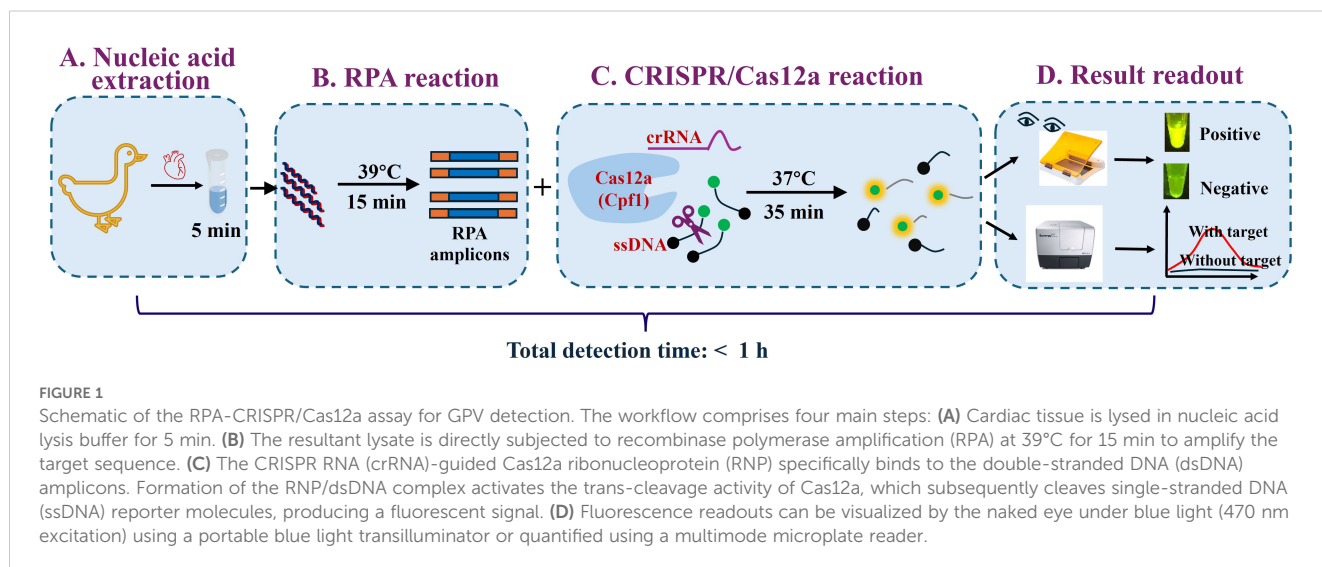 A. Nucleic acid
extraction
B. RPA reaction
C. CRISPR/Cas12a reaction
D. Result readout
5 min
39°C
15 min
RPA
amplicons
+
crRNA
Cas12a
(Cpf1)
ssDNA
37°C
35 min
Positive
Negative
With target
Without target
Total detection time: < 1 h
FIGURE 1
Schematic of the RPA-CRISPR/Cas12a assay for GPV detection. The workflow comprises four main steps: (A) Cardiac tissue is lysed in nucleic acid
lysis buffer for 5 min. (B) The resultant lysate is directly subjected to recombinase polymerase amplification (RPA) at 39°C for 15 min to amplify the
target sequence. (C) The CRISPR RNA (crRNA)-guided Cas12a ribonucleoprotein (RNP) specifically binds to the double-stranded DNA (dsDNA)
amplicons. Formation of the RNP/dsDNA complex activates the trans-cleavage activity of Cas12a, which subsequently cleaves single-stranded DNA
(ssDNA) reporter molecules, producing a fluorescent signal. (D) Fluorescence readouts can be visualized by the naked eye under blue light (470 nm
excitation) using a portable blue light transilluminator or quantified using a multimode microplate reader.